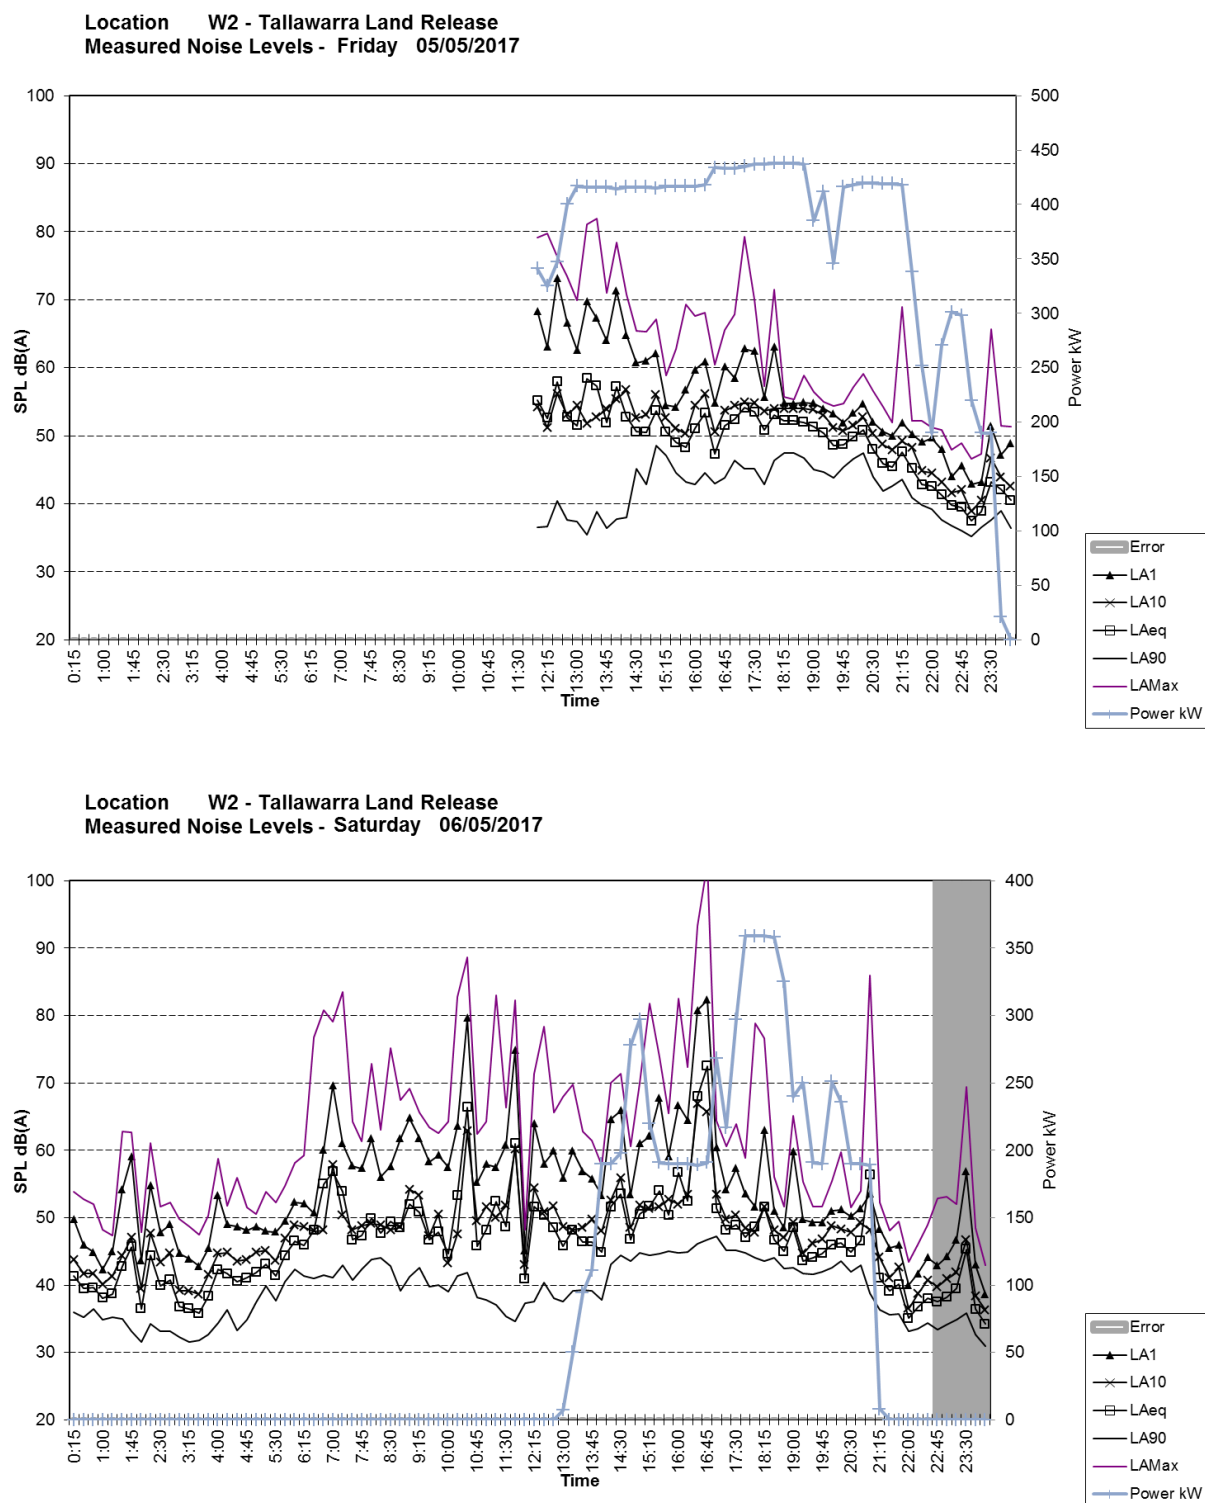 Location W2 - Tallawarra Land Release
Measured Noise Levels - Friday 05/05/2017
100 90 80 70 60 50 40 30 20
SPL dB(A)
500 450 400 350 300 250 200 150 100 50 0
Power kW
0:15 1:00 1:45 2:30 3:15 4:00 4:45 5:30 6:15 7:00 7:45 8:30 9:15 10:00 10:45 11:30 12:15 13:00 13:45 14:30 15:15 16:00 16:45 17:30 18:15 19:00 19:45 20:30 21:15 22:00 22:45 23:30
Time
Error
LA1
LA10
LAeq
LA90
LAMax
Power kW
Location W2 - Tallawarra Land Release
Measured Noise Levels - Saturday 06/05/2017
100 90 80 70 60 50 40 30 20
SPL dB(A)
400 350 300 250 200 150 100 50 0
Power kW
0:15 1:00 1:45 2:30 3:15 4:00 4:45 5:30 6:15 7:00 7:45 8:30 9:15 10:00 10:45 11:30 12:15 13:00 13:45 14:30 15:15 16:00 16:45 17:30 18:15 19:00 19:45 20:30 21:15 22:00 22:45 23:30
Time
Error
LA1
LA10
LAeq
LA90
LAMax
Power kW